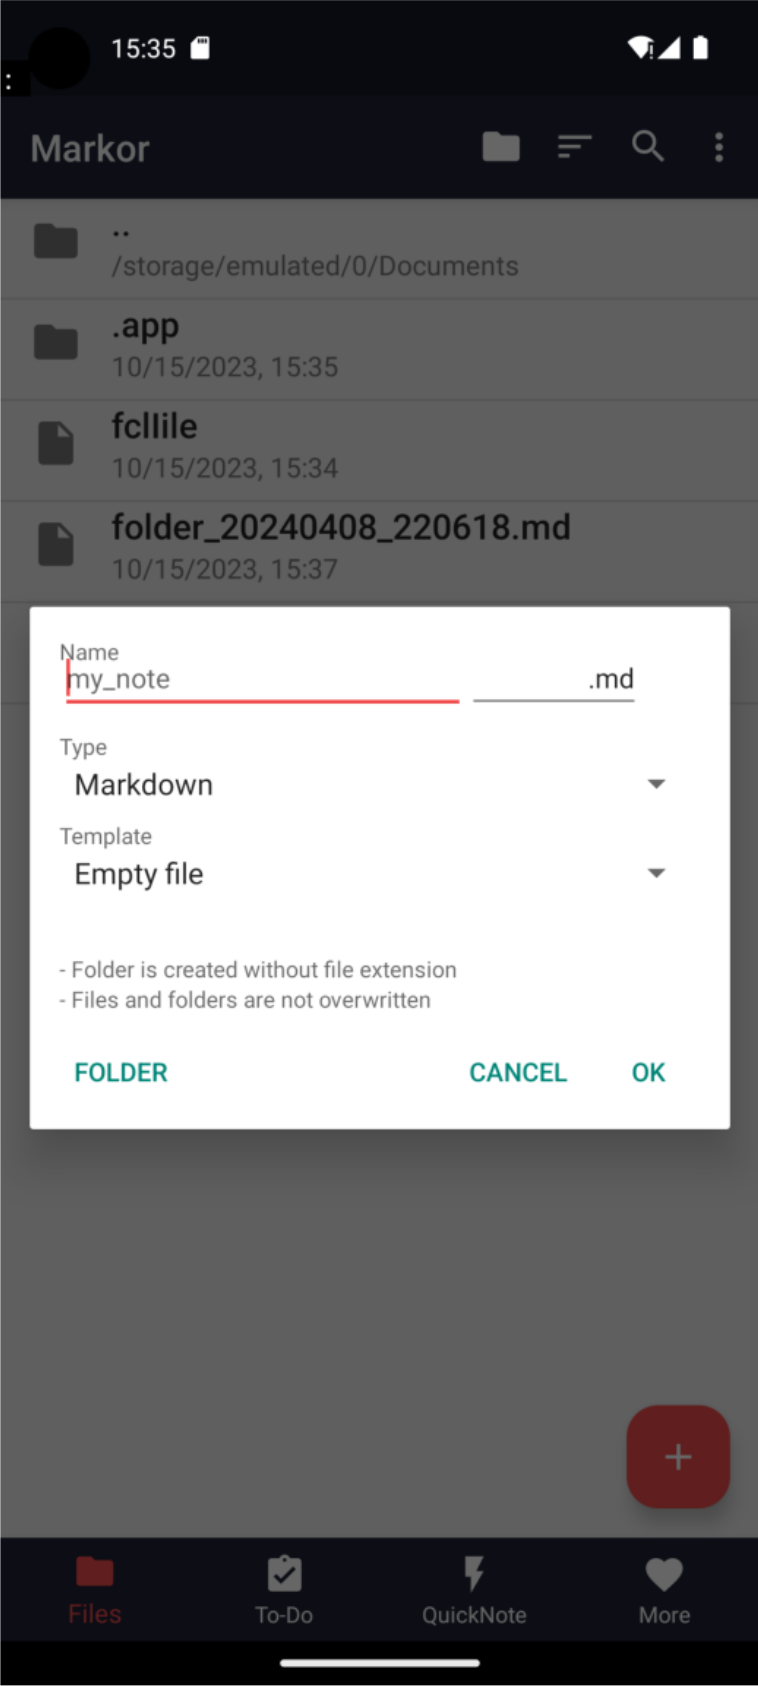 15:35
:
Markor
..
/storage/emulated/0/Documents
.app
10/15/2023, 15:35
fcllile
10/15/2023, 15:34
folder_20240408_220618.md
10/15/2023, 15:37
Name
my_note .md
Type
Markdown
Template
Empty file
- Folder is created without file extension
- Files and folders are not overwritten
FOLDER CANCEL OK
+
Files To-Do QuickNote More